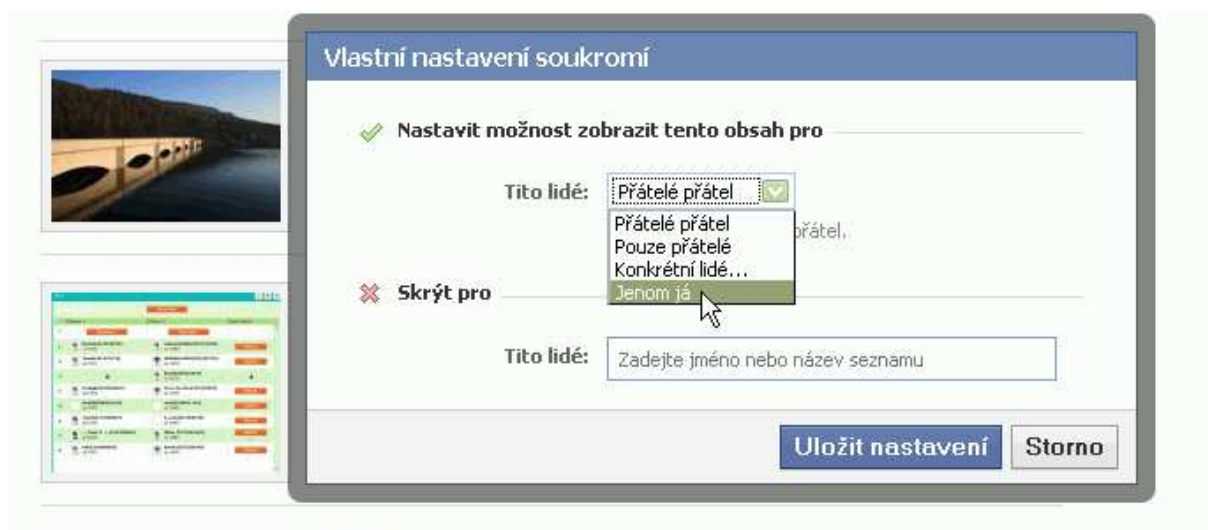 Vlastní nastavení soukromí
Nastavit možnost zobrazit tento obsah pro
Tito lidé: Přátelé přátel
přátel.
Přátelé přátel
Pouze přátelé
Konkrétní lidé...
Jenom já
Skrýt pro
Tito lidé: Zadejte jméno nebo název seznamu
Uložit nastavení Storno